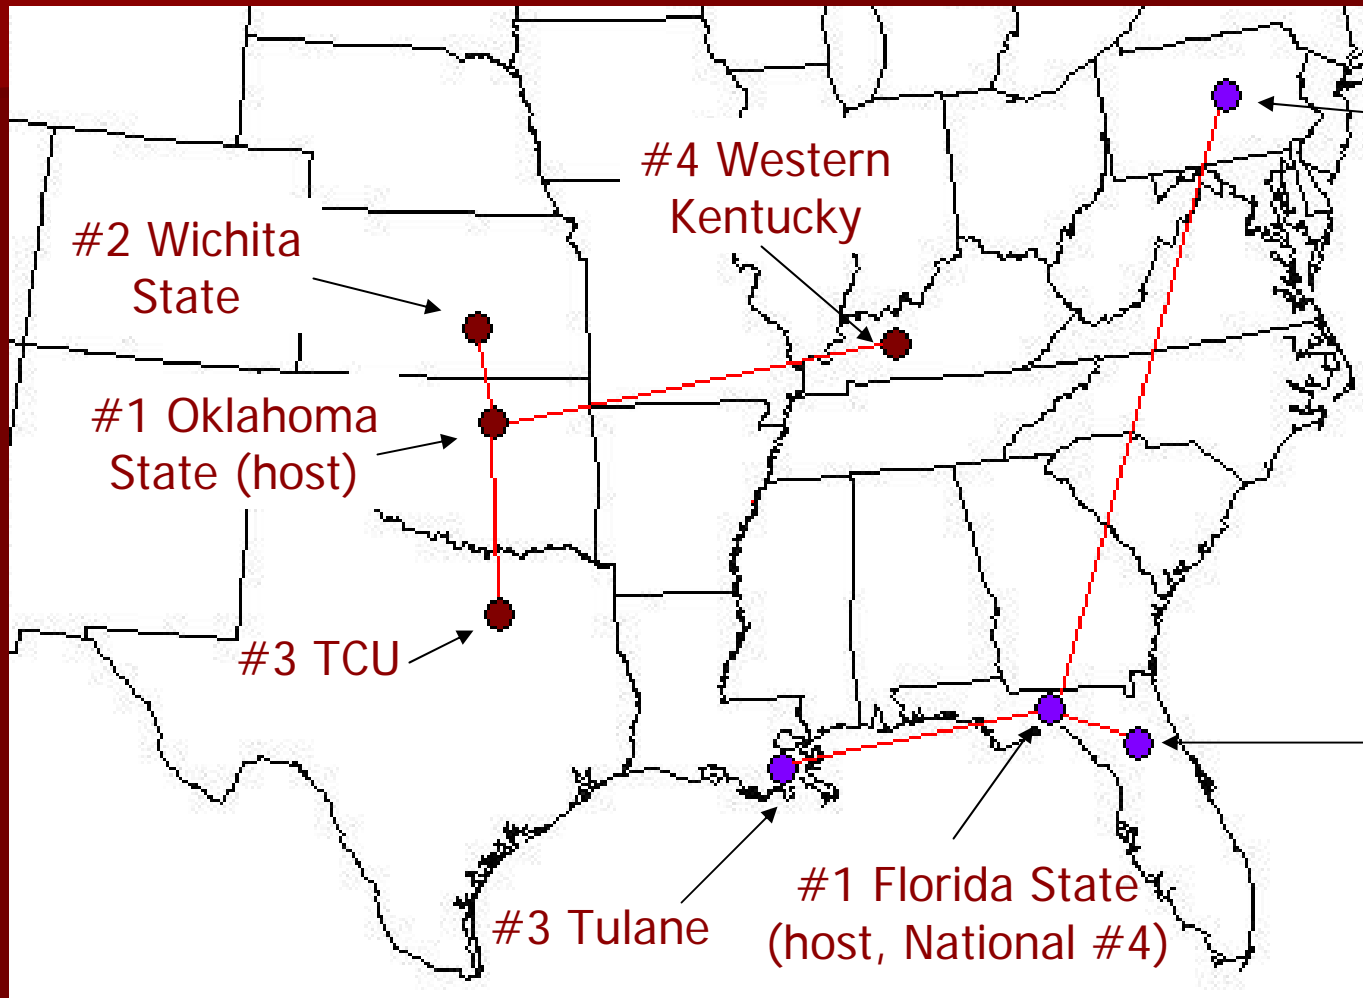 #4 Western
Kentucky
#2 Wichita
State
#1 Oklahoma
State (host)
#3 TCU
#1 Florida State
(host, National #4)
#3 Tulane